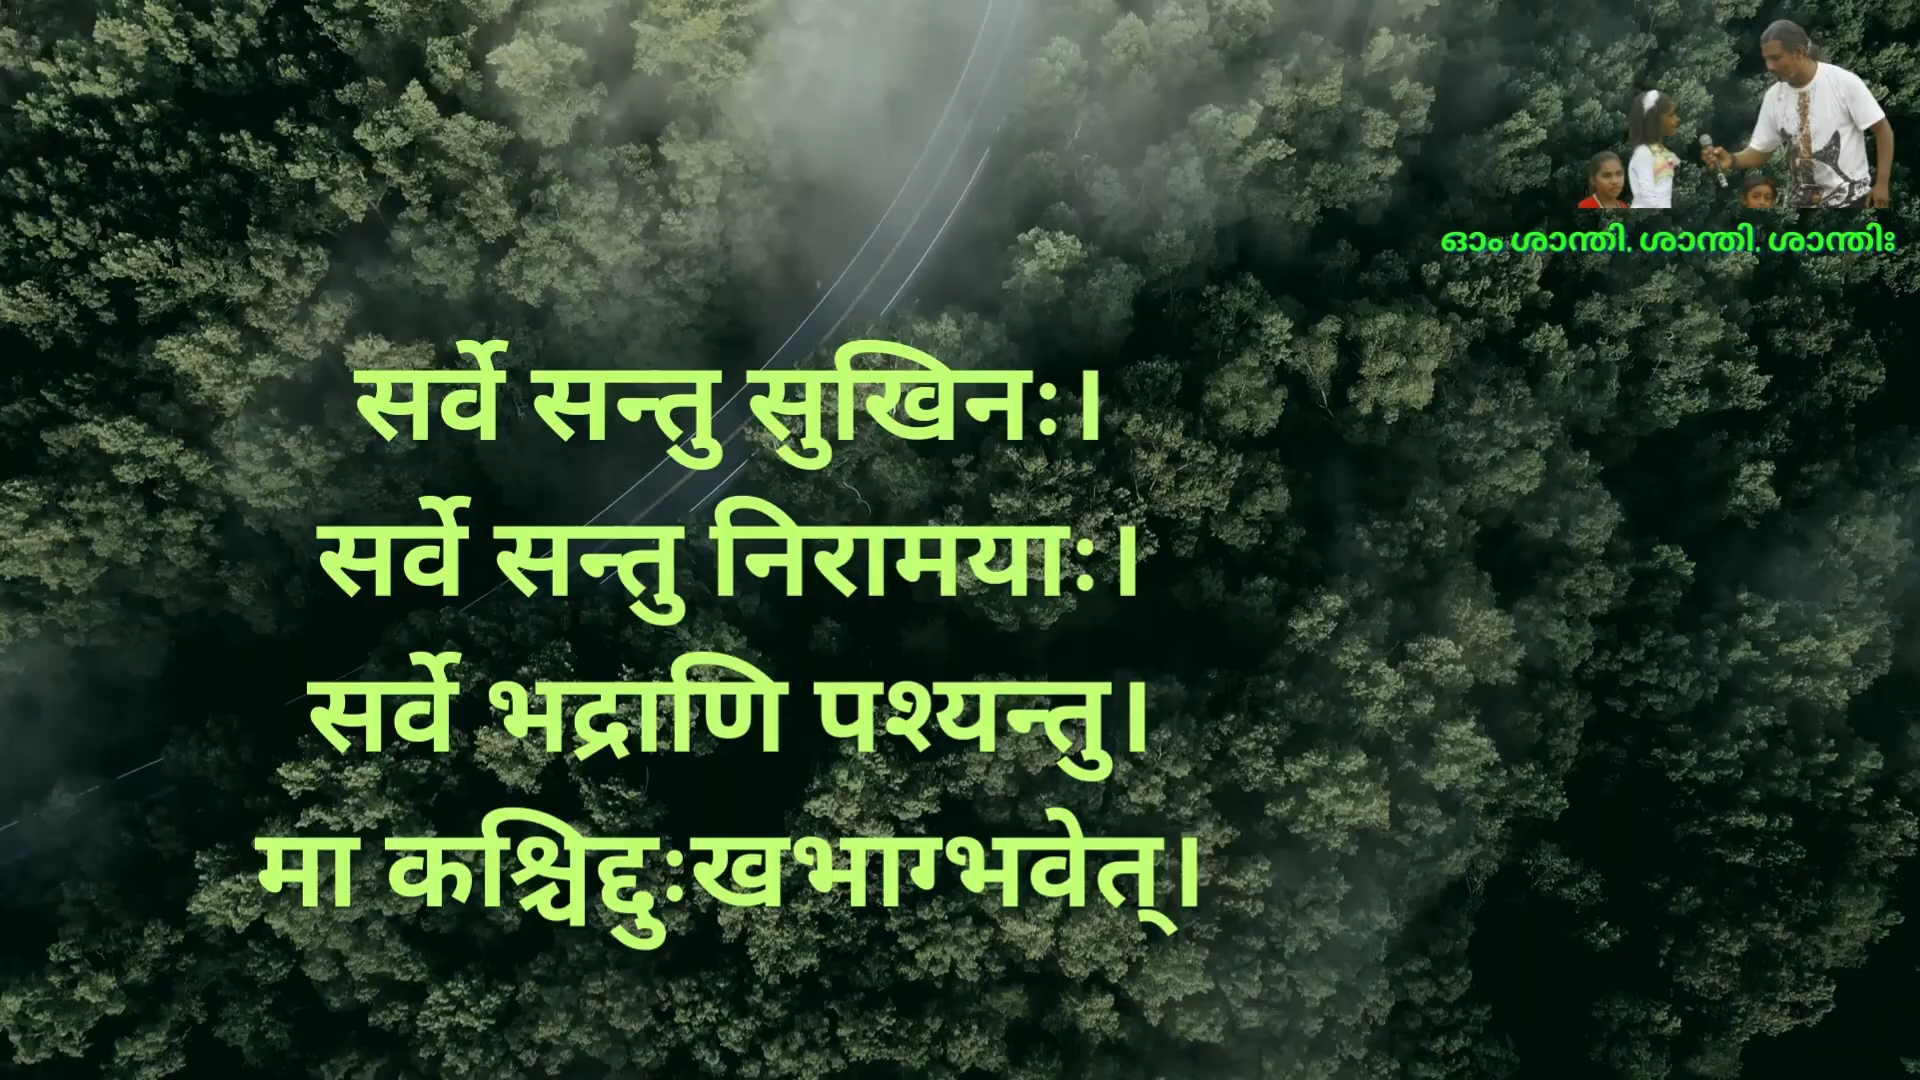 ഓം ശാന്തി. ശാന്തി. ശാന്തിഃ
सर्वे सन्तु सुखिनः।
सर्वे सन्तु निरामयाः।
सर्वे भद्राणि पश्यन्तु।
मा कश्चिद्दुःखभाग्भवेत्।